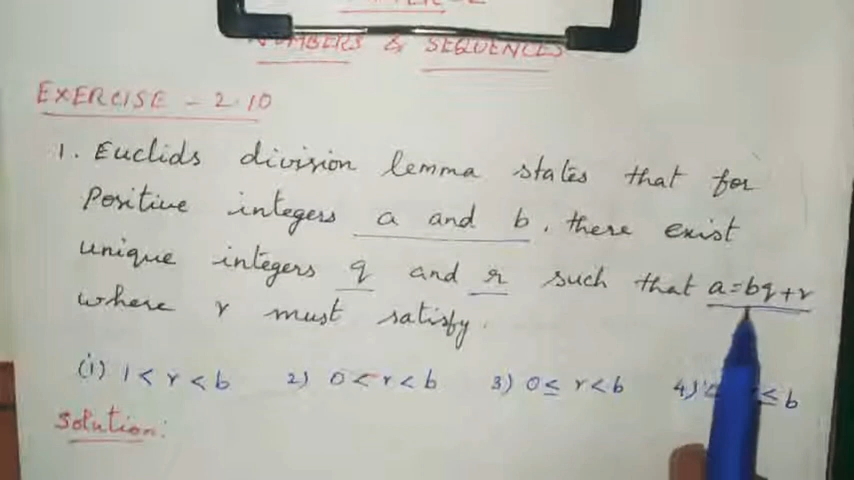 NUMBERS & SEQUENCES
EXERCISE - 2.10
1. Euclids division lemma states that for
Positive integers a and b, there exist
unique integers q and r such that a=bq+r
where r must satisfy.
(i) 1 < r < b 2) 0 < r < b 3) 0 ≤ r < b 4) ≤ b
Solution: